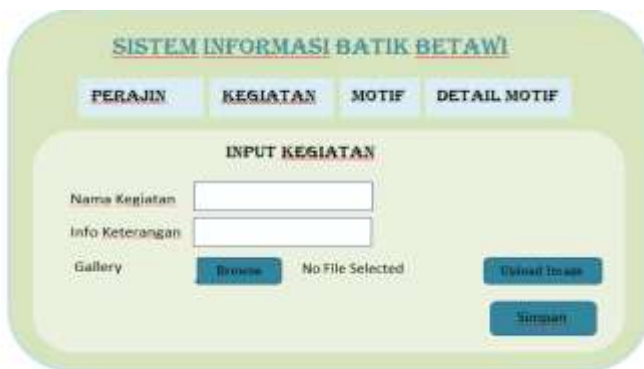 SISTEM INFORMASI BATIK BETAWI
PERAJIN KEGIATAN MOTIF DETAIL MOTIF
INPUT KEGIATAN
Nama Kegiatan
Info Keterangan
Gallery Browse No File Selected Upload Image
Simpan